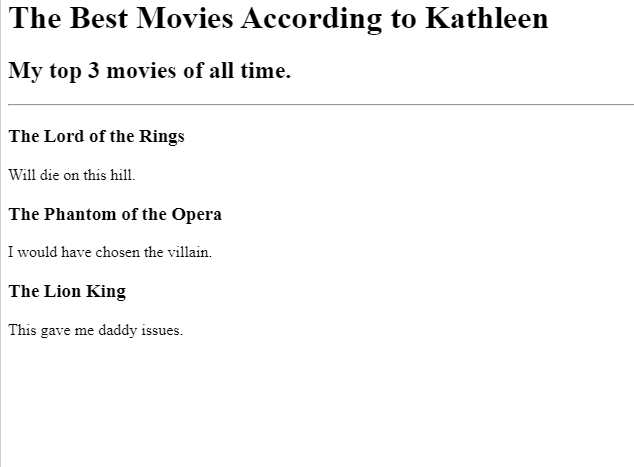 The Best Movies According to Kathleen
My top 3 movies of all time.
The Lord of the Rings
Will die on this hill.
The Phantom of the Opera
I would have chosen the villain.
The Lion King
This gave me daddy issues.